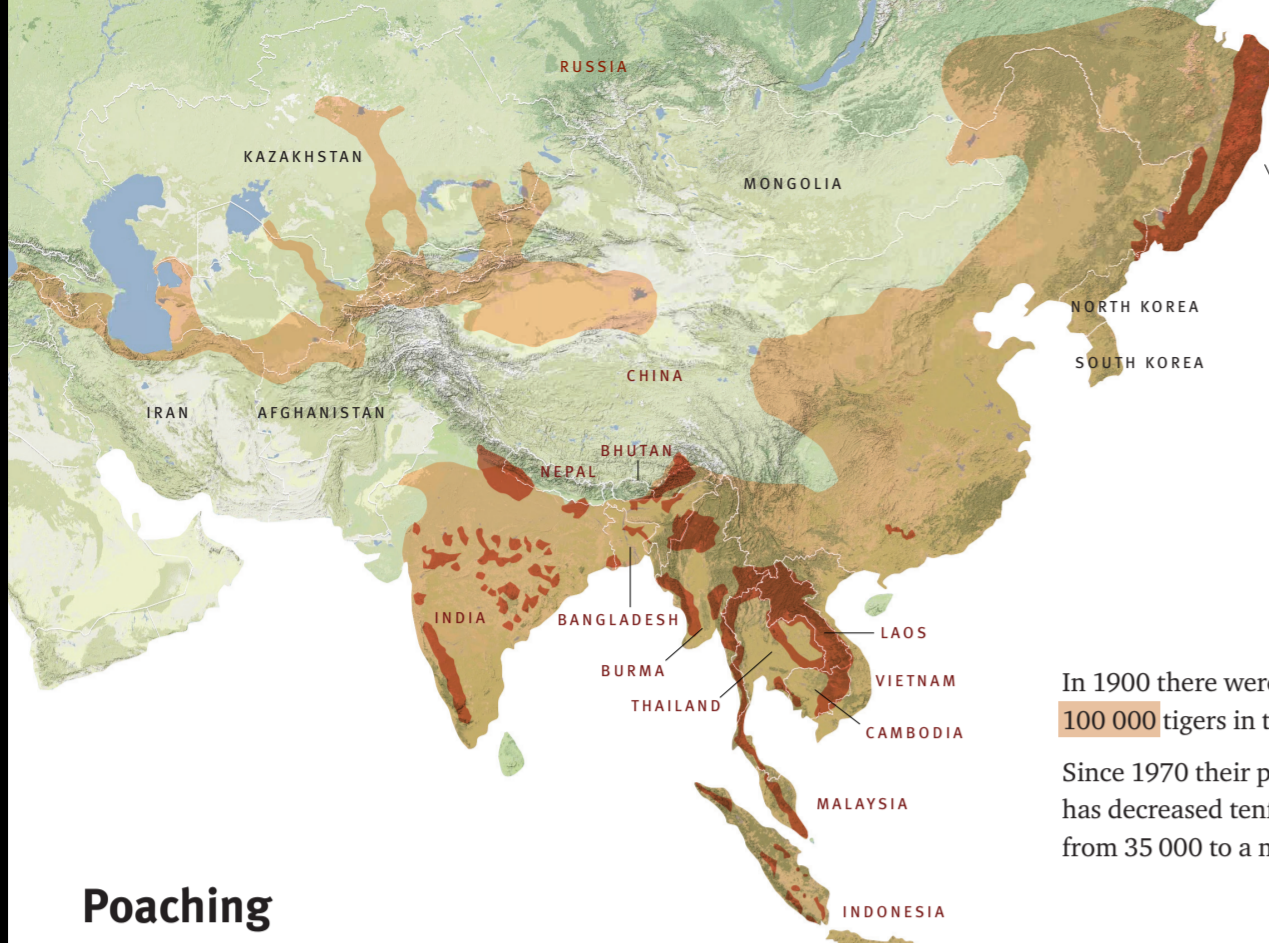 RUSSIA
KAZAKHSTAN
MONGOLIA
NORTH KOREA
SOUTH KOREA
CHINA
IRAN
AFGHANISTAN
BHUTAN
NEPAL
INDIA
BANGLADESH
LAOS
BURMA
VIETNAM
THAILAND
CAMBODIA
MALAYSIA
INDONESIA
In 1900 there were
100 000 tigers in
Since 1970 their
has decreased
from 35 000 to a
Poaching